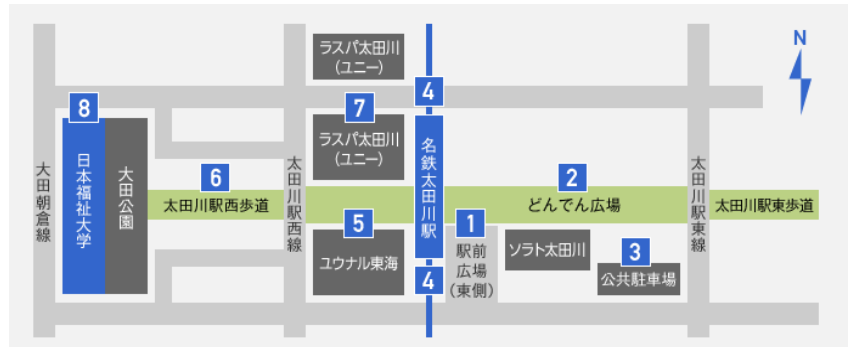 ラスパ太田川
(ユニー)
N
4
8
7
ラスパ太田川
(ユニー)
名鉄太田川駅
大田朝倉線
日本福祉大学
大田公園
6
太田川駅西歩道
太田川駅西線
2
どんでん広場
太田川駅東線
太田川駅東歩道
5
ユウナル東海
1
駅前
広場
(東側)
ソラト太田川
3
公共駐車場
4